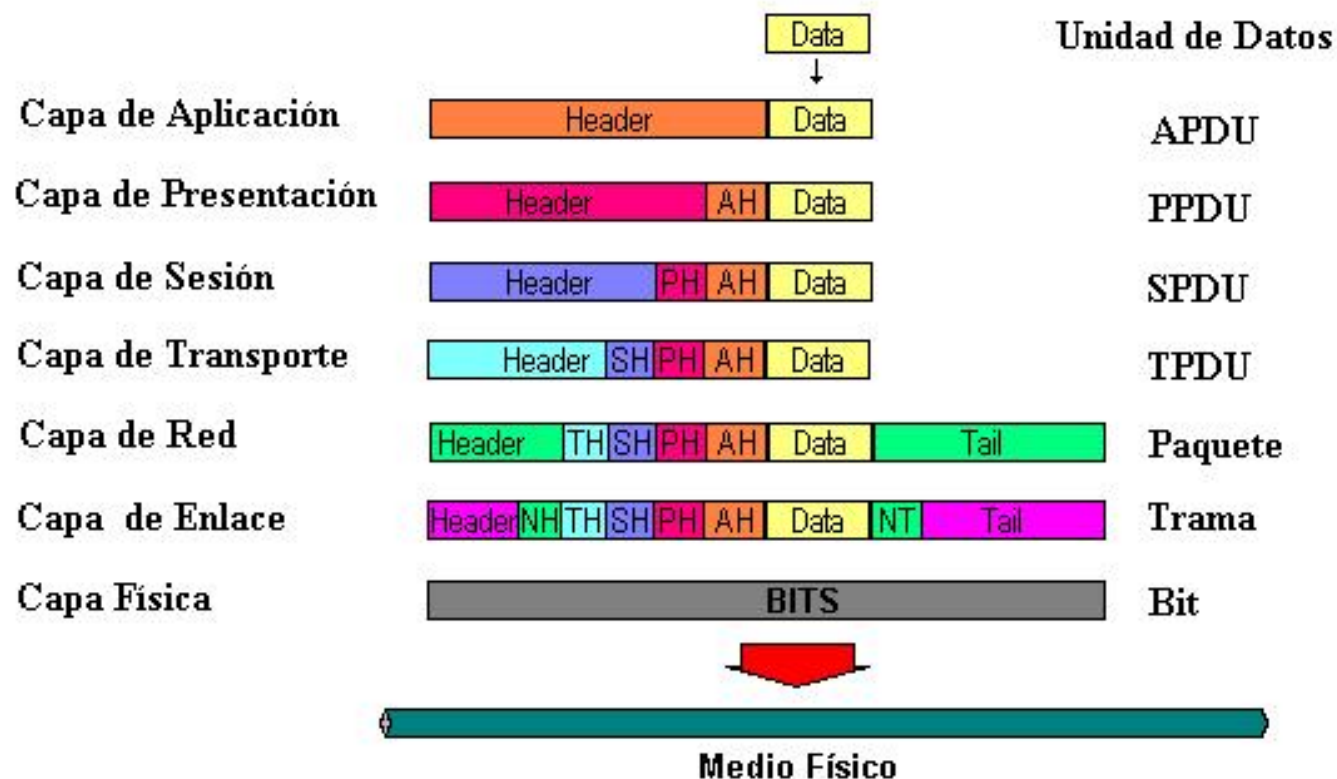 Data Unidad de Datos
Capa de Aplicación Header Data APDU
Capa de Presentación Header AH Data PPDU
Capa de Sesión Header PH AH Data SPDU
Capa de Transporte Header SH PH AH Data TPDU
Capa de Red Header TH SH PH AH Data Tail Paquete
Capa de Enlace Header NH TH SH PH AH Data NT Tail Trama
Capa Física BITS Bit
Medio Físico